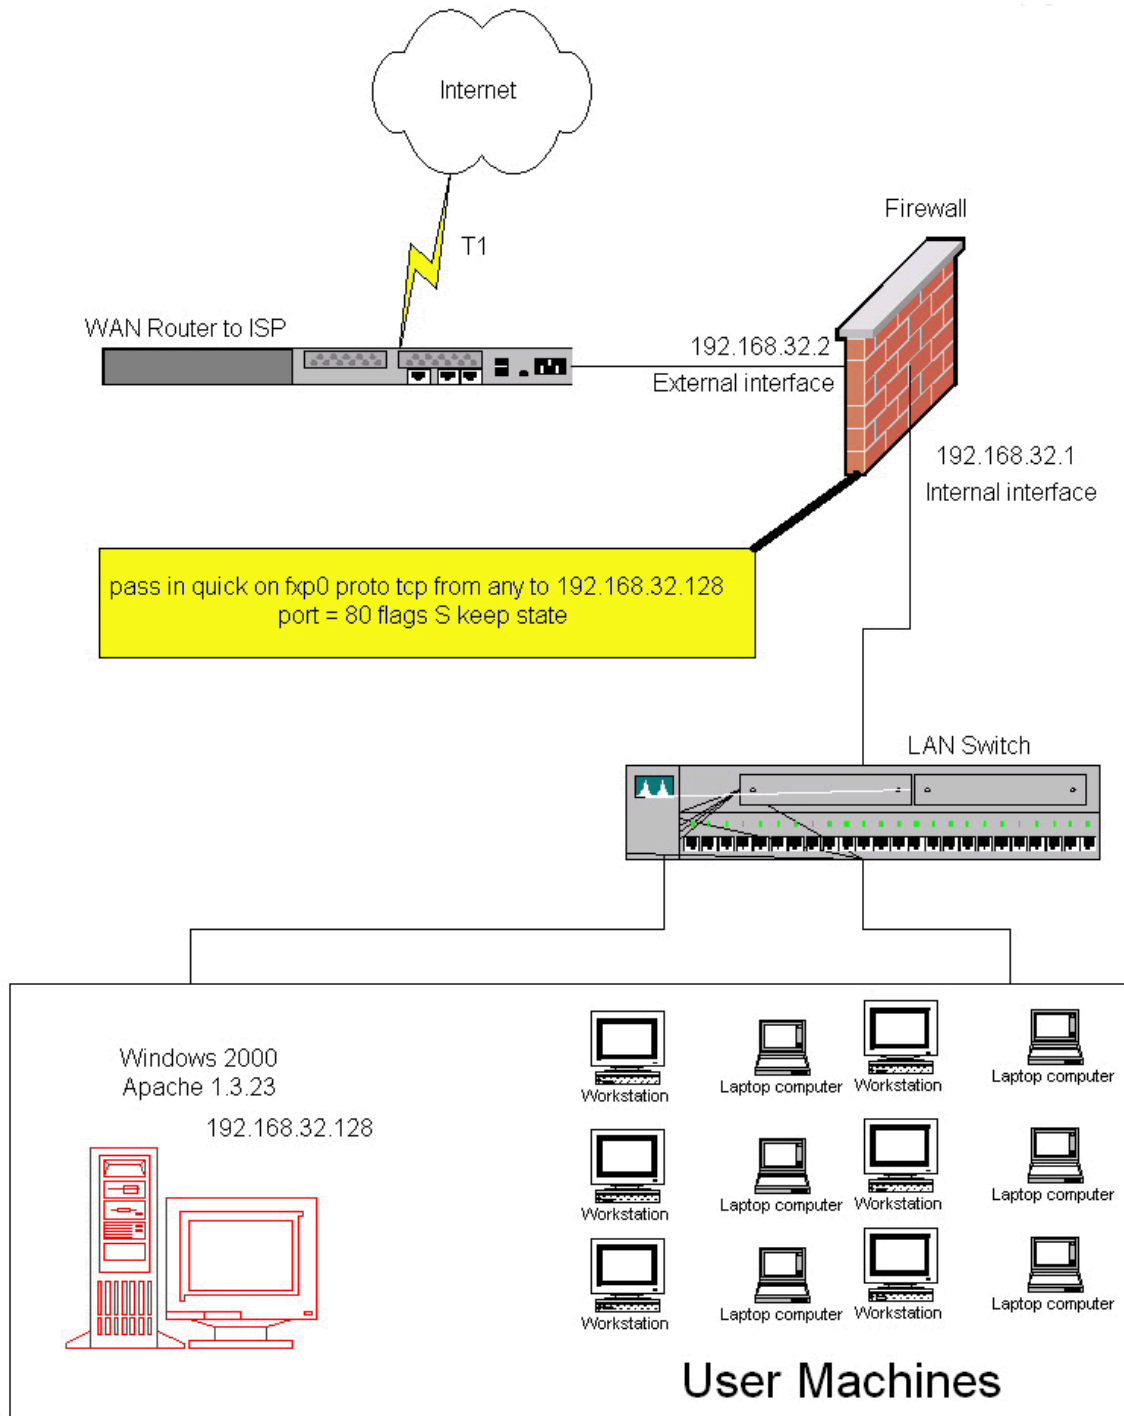 Internet
T1
Firewall
WAN Router to ISP
192.168.32.2
External interface
192.168.32.1
Internal interface
pass in quick on fxp0 proto tcp from any to 192.168.32.128
port = 80 flags S keep state
LAN Switch
Windows 2000
Apache 1.3.23
192.168.32.128
Workstation
Laptop computer
Workstation
Laptop computer
Workstation
Laptop computer
Workstation
Laptop computer
Workstation
Laptop computer
Workstation
Laptop computer
User Machines